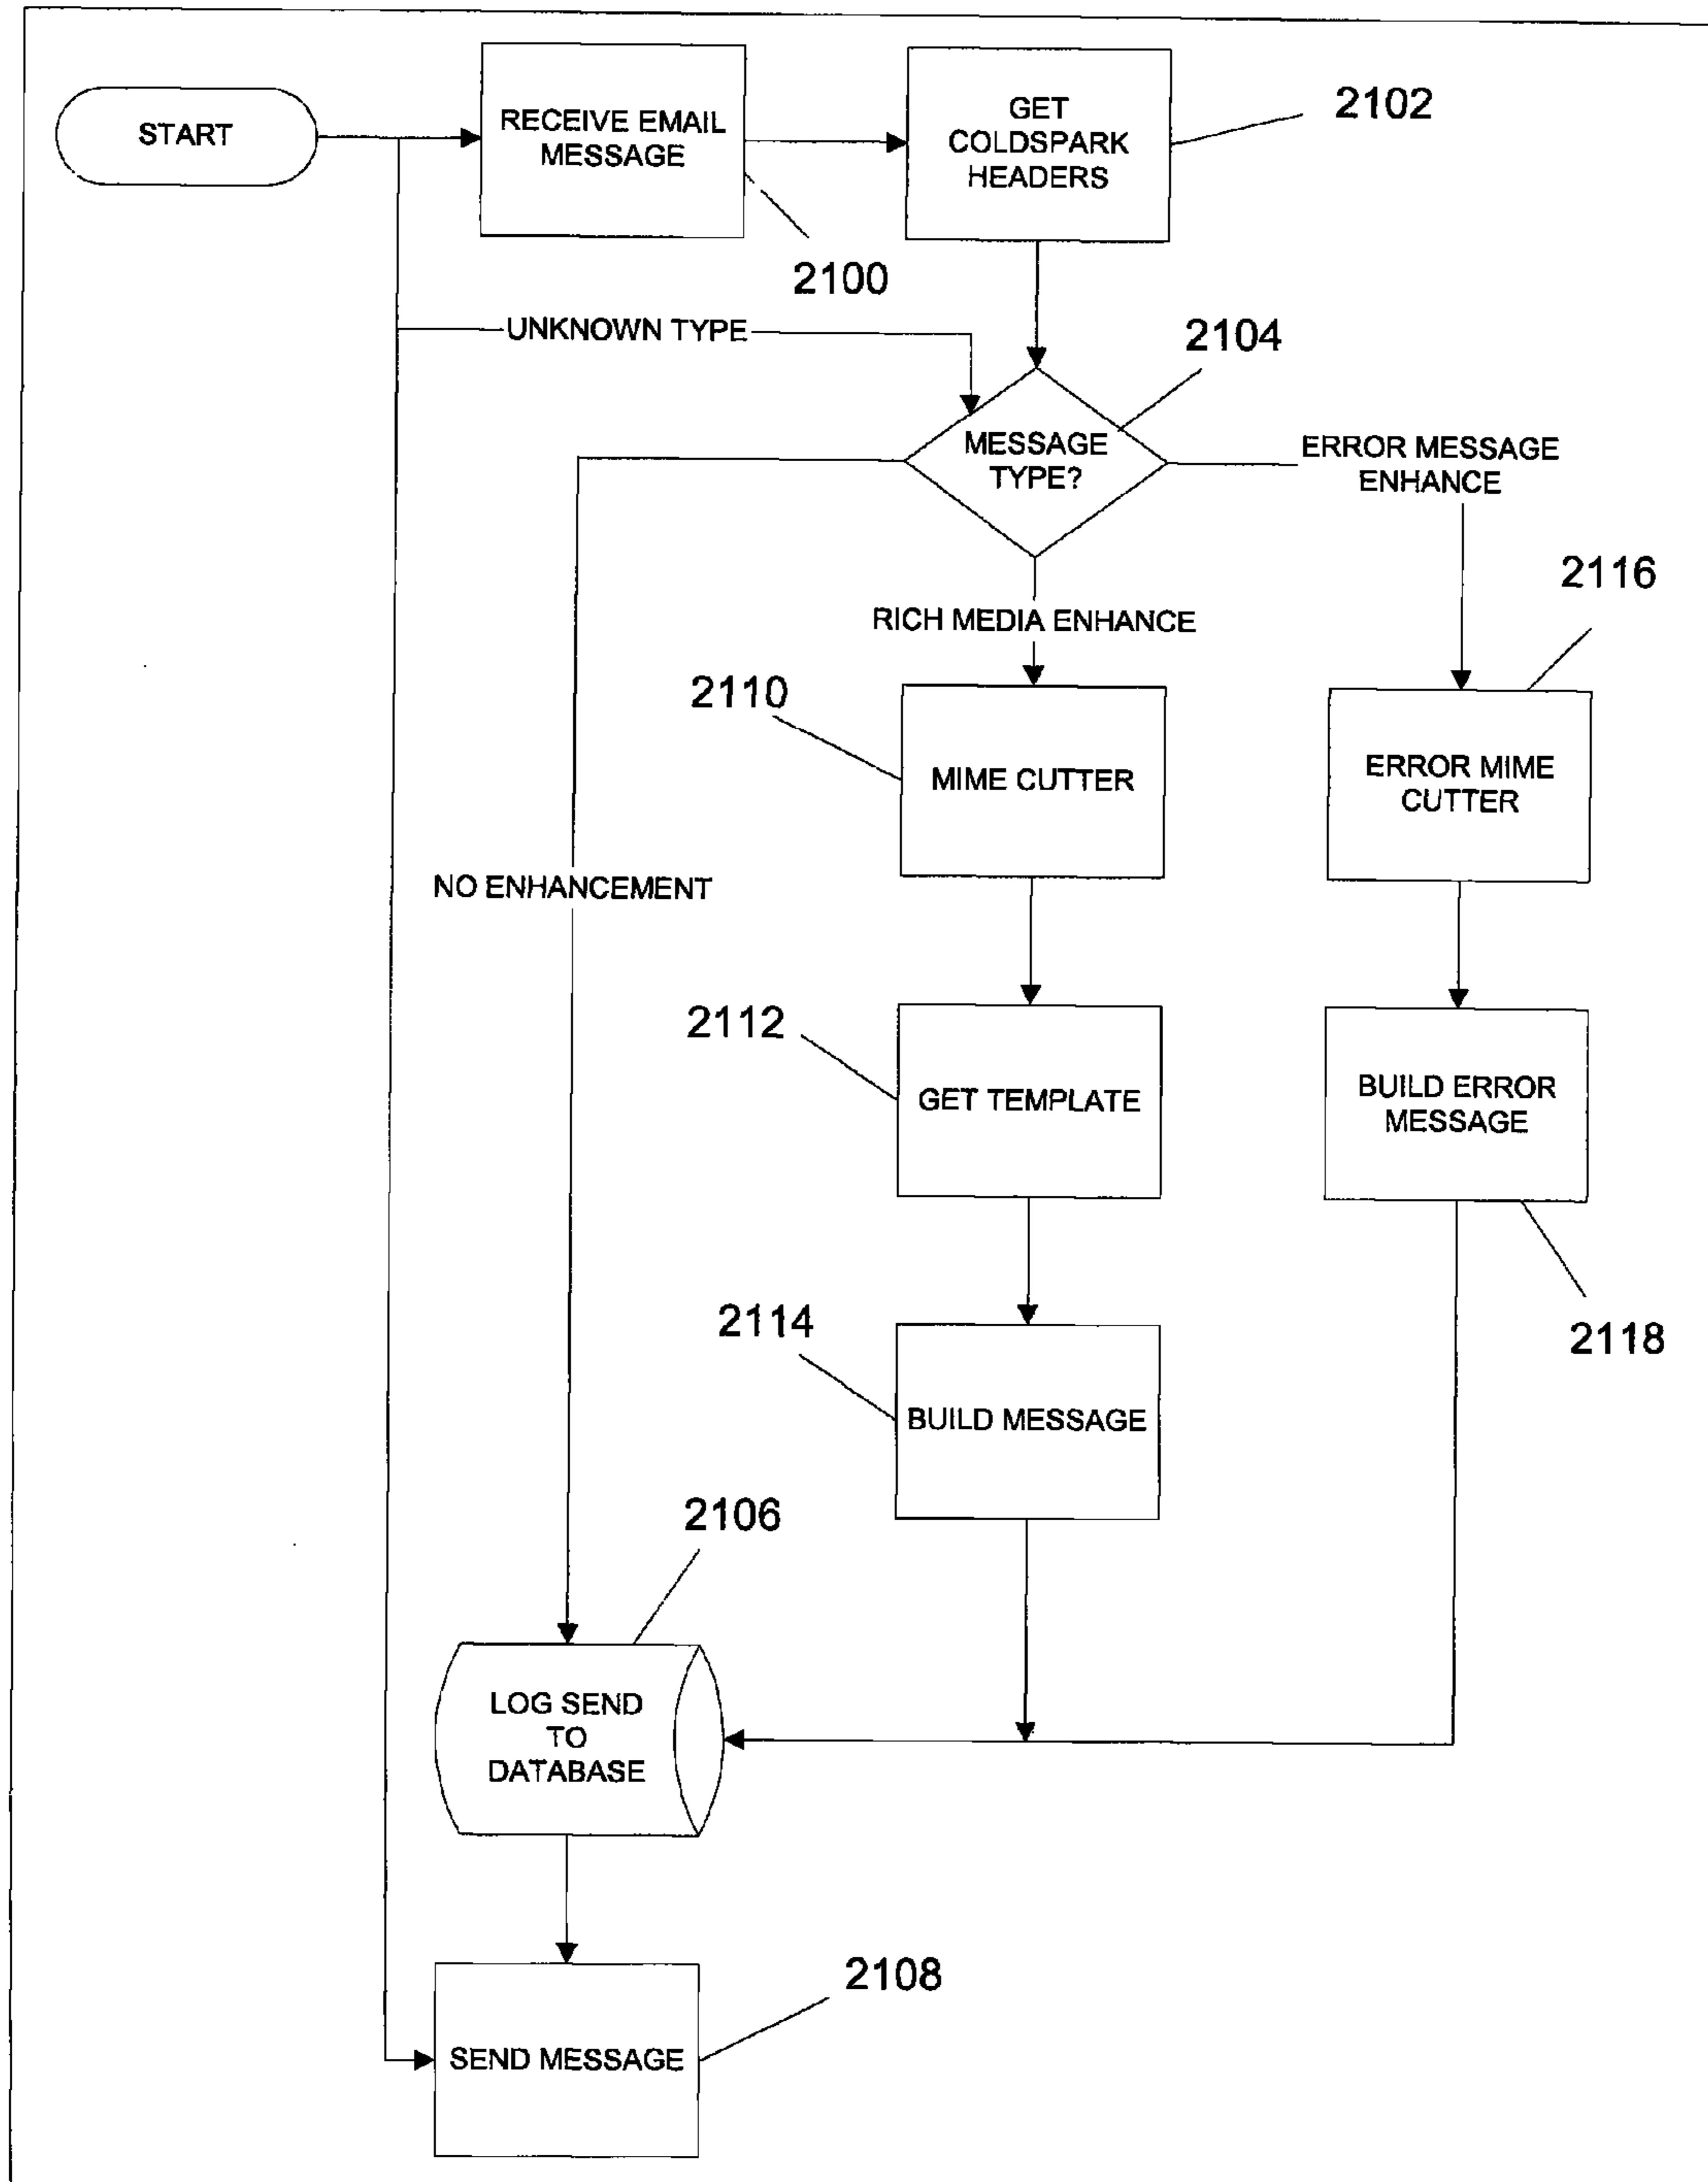 START
RECEIVE EMAIL
MESSAGE
GET
COLDSPARK
HEADERS
2102
2100
UNKNOWN TYPE
2104
MESSAGE
TYPE?
ERROR MESSAGE
ENHANCE
2116
RICH MEDIA ENHANCE
2110
MIME CUTTER
ERROR MIME
CUTTER
NO ENHANCEMENT
2112
GET TEMPLATE
BUILD ERROR
MESSAGE
2114
2118
BUILD MESSAGE
2106
LOG SEND
TO
DATABASE
2108
SEND MESSAGE